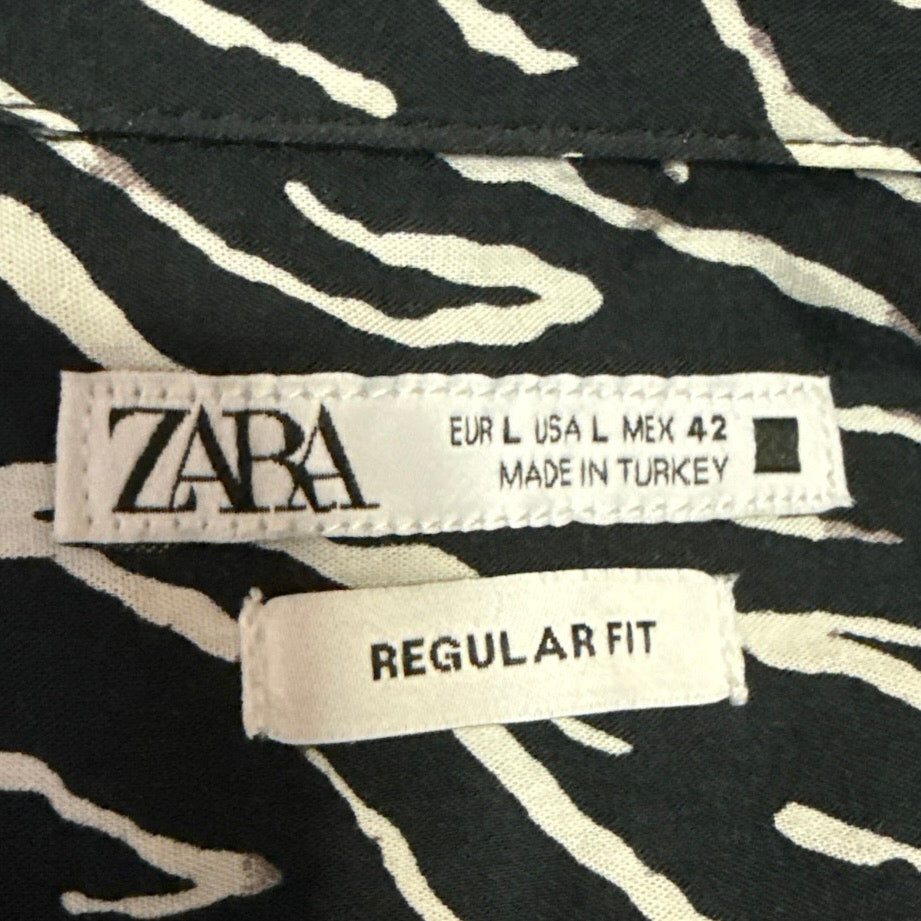 ZARA
EUR L USA L MEX 42
MADE IN TURKEY
REGULAR FIT